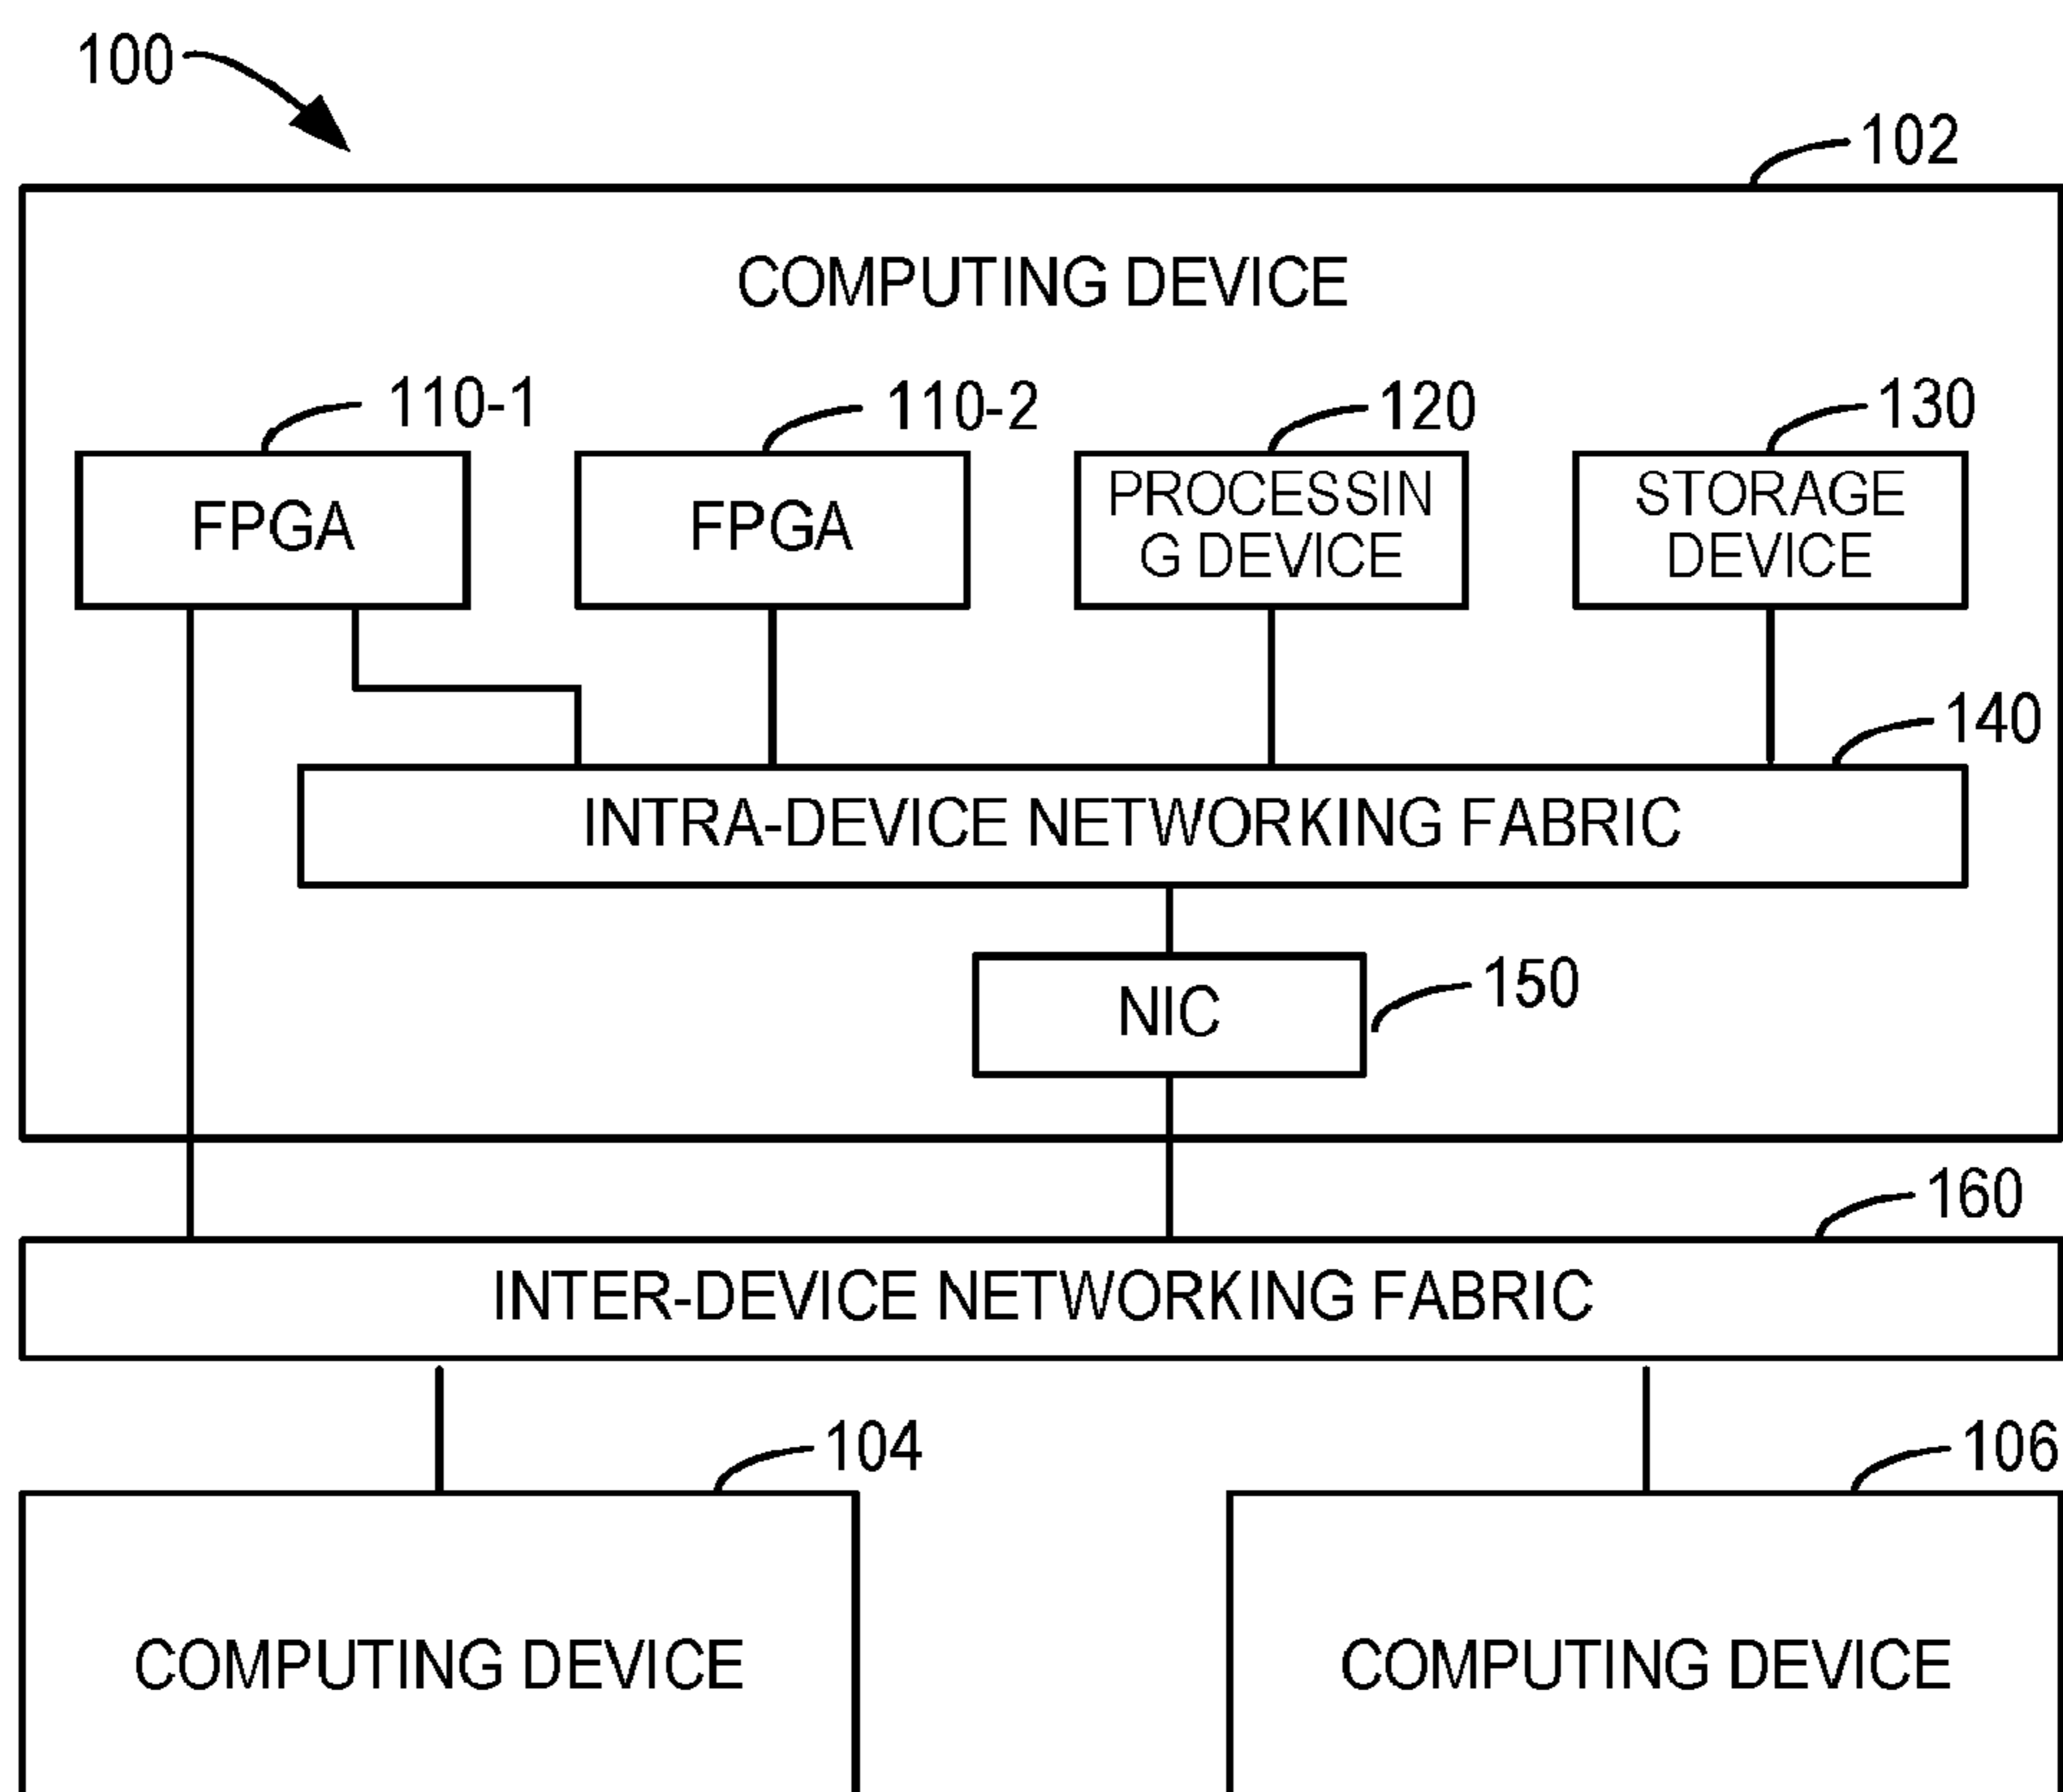 100
102
COMPUTING DEVICE
110-1
110-2
120
130
FPGA
FPGA
PROCESSIN
G DEVICE
STORAGE
DEVICE
140
INTRA-DEVICE NETWORKING FABRIC
NIC
150
160
INTER-DEVICE NETWORKING FABRIC
104
106
COMPUTING DEVICE
COMPUTING DEVICE